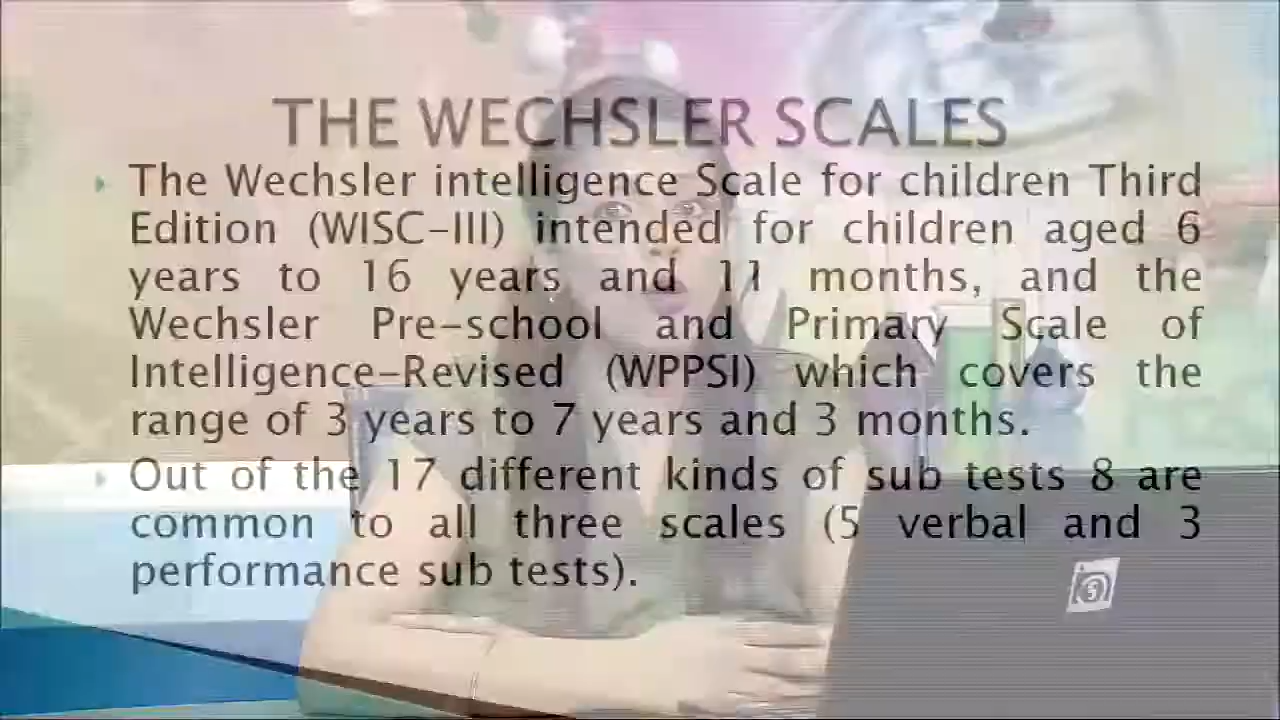 THE WECHSLER SCALES
The Wechsler intelligence Scale for children Third
Edition (WISC-III) intended for children aged 6
years to 16 years and 11 months, and the
Wechsler Pre-school and Primary Scale of
Intelligence-Revised (WPPSI) which covers the
range of 3 years to 7 years and 3 months.
Out of the 17 different kinds of sub tests 8 are
common to all three scales (5 verbal and 3
performance sub tests).
5